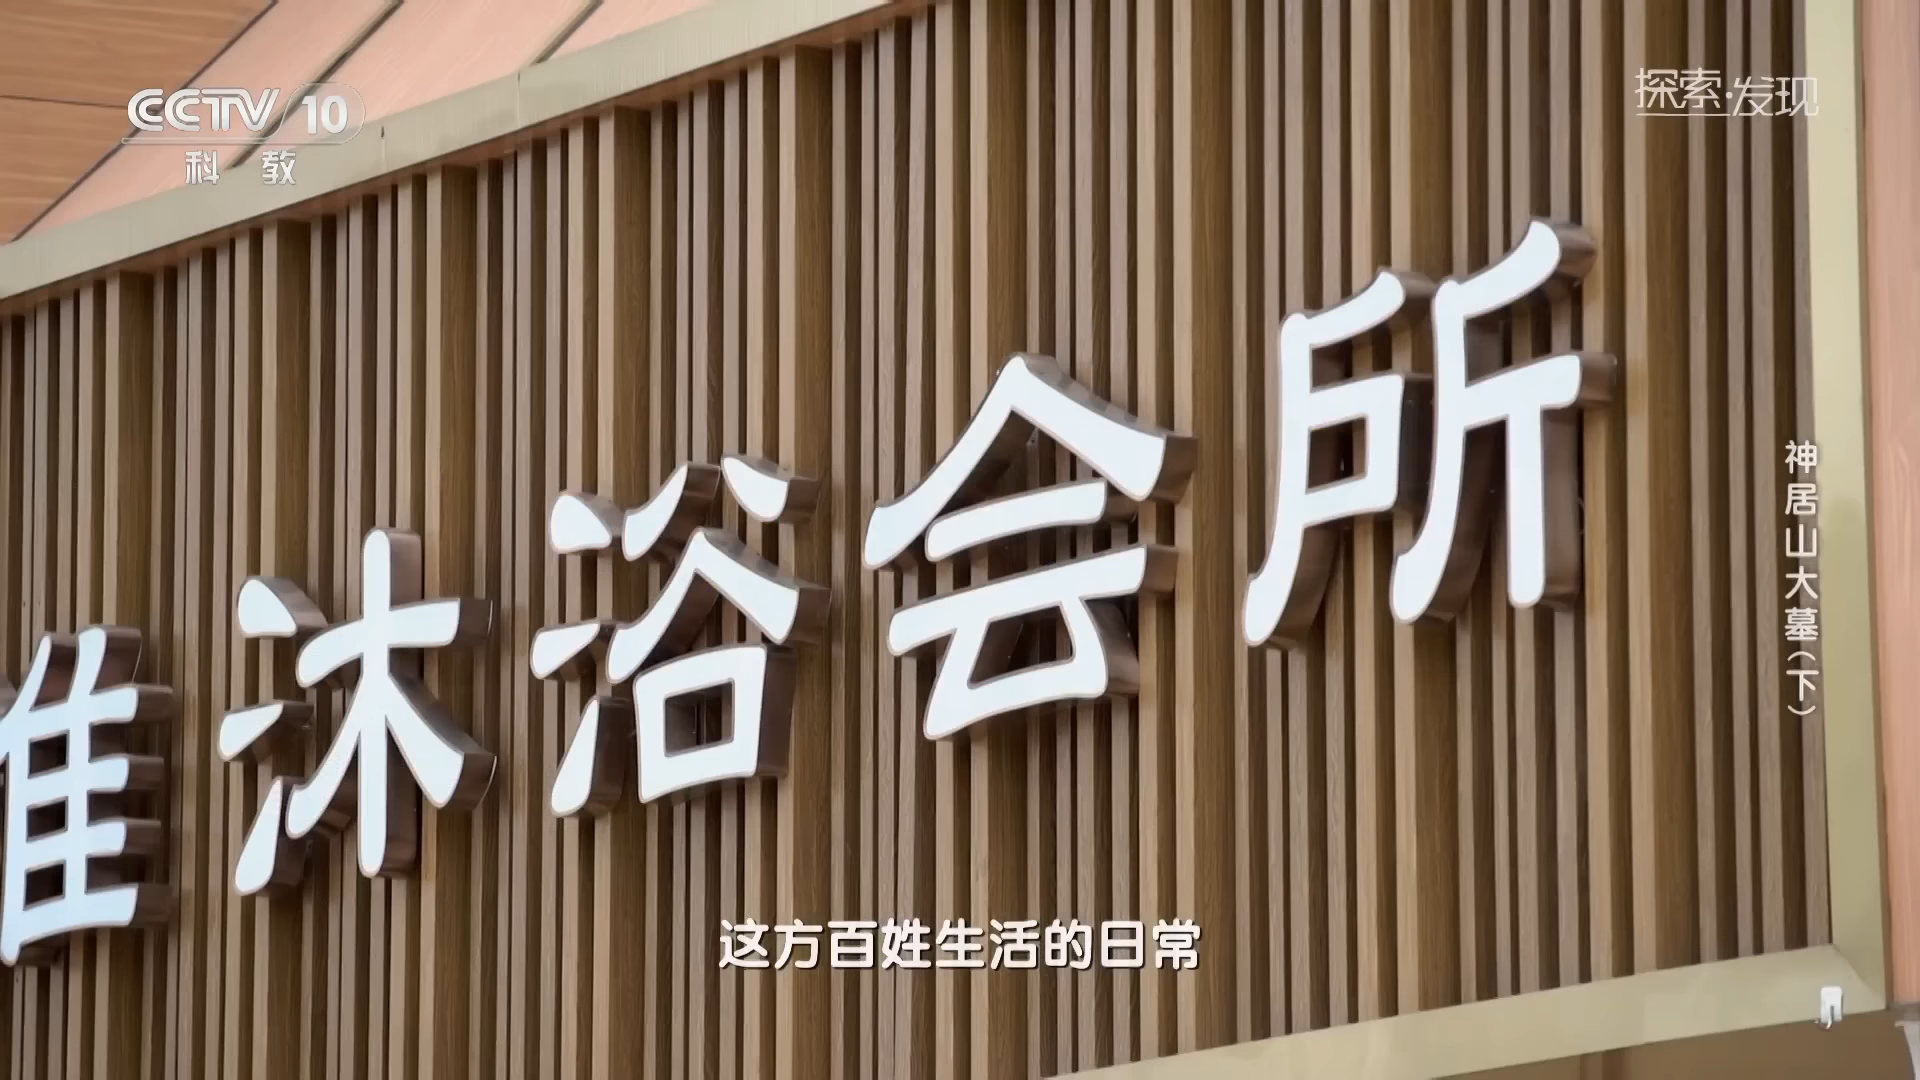 CCTV 10
科教
探索·发现
沐浴会所
神居山大墓(下)
这方百姓生活的日常